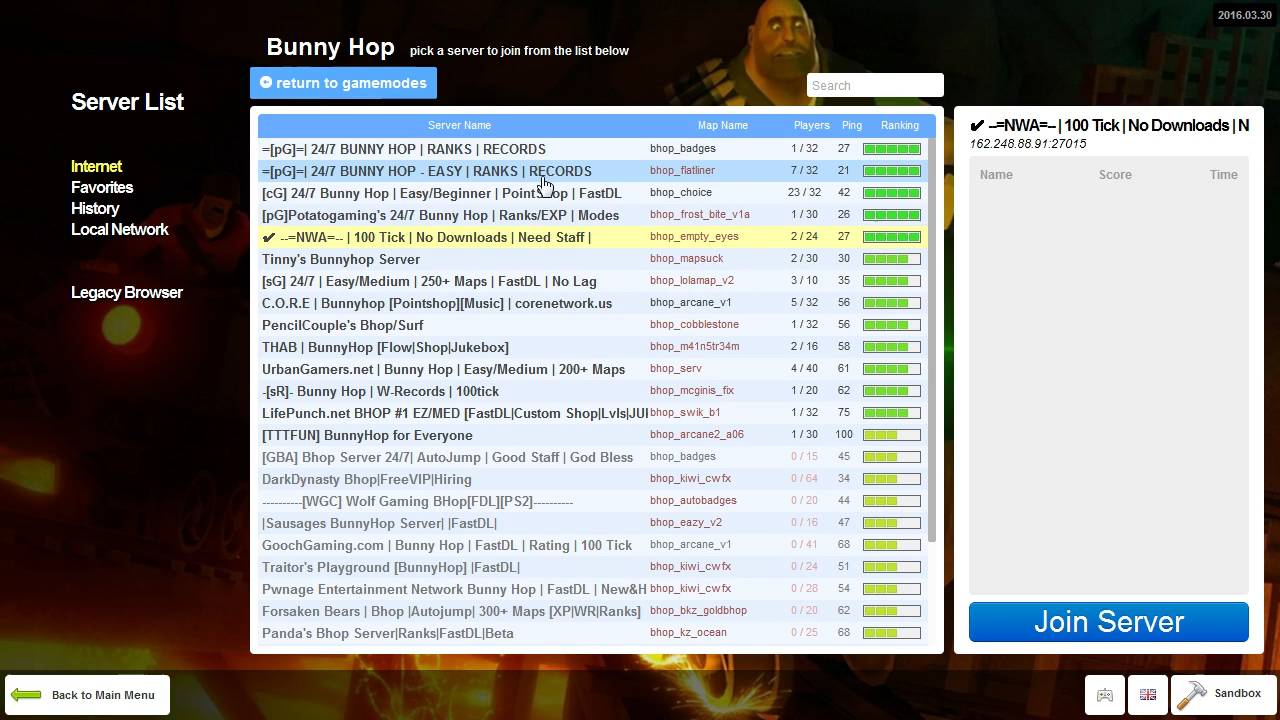 2016.03.30
Bunny Hop pick a server to join from the list below
return to gamemodes
Search
Server List
Internet
Favorites
History
Local Network
Legacy Browser
Server Name Map Name Players Ping Ranking
=[pG]=| 24/7 BUNNY HOP | RANKS | RECORDS bhop_badges 1 / 32 27
=[pG]=| 24/7 BUNNY HOP - EASY | RANKS | RECORDS bhop_flatliner 7 / 32 21
[cG] 24/7 Bunny Hop | Easy/Beginner | Pointshop | FastDL bhop_choice 23 / 32 42
[pG]Potatogaming's 24/7 Bunny Hop | Ranks/EXP | Modes bhop_frost_bite_v1a 1 / 30 26
✔ --=NWA=-- | 100 Tick | No Downloads | Need Staff | bhop_empty_eyes 2 / 24 27
Tinny's Bunnyhop Server bhop_mapsuck 2 / 30 30
[sG] 24/7 | Easy/Medium | 250+ Maps | FastDL | No Lag bhop_lolamap_v2 3 / 10 35
C.O.R.E | Bunnyhop [Pointshop][Music] | corenetwork.us bhop_arcane_v1 5 / 32 56
PencilCouple's Bhop/Surf bhop_cobblestone 1 / 32 56
THAB | BunnyHop [Flow|Shop|Jukebox] bhop_m41n5tr34m 2 / 16 58
UrbanGamers.net | Bunny Hop | Easy/Medium | 200+ Maps bhop_serv 4 / 40 61
-[sR]- Bunny Hop | W-Records | 100tick bhop_mcginis_fix 1 / 20 62
LifePunch.net BHOP #1 EZ/MED [FastDL|Custom Shop|Lvls|JU bhop_swik_b1 1 / 32 75
[TTTFUN] BunnyHop for Everyone bhop_arcane2_a06 1 / 30 100
[GBA] Bhop Server 24/7| AutoJump | Good Staff | God Bless bhop_badges 0 / 15 45
DarkDynasty Bhop|FreeVIP|Hiring bhop_kiwi_cwfx 0 / 64 34
----------[WGC] Wolf Gaming BHop[FDL][PS2]---------- bhop_autobadges 0 / 20 44
|Sausages BunnyHop Server| |FastDL| bhop_eazy_v2 0 / 16 47
GoochGaming.com | Bunny Hop | FastDL | Rating | 100 Tick bhop_arcane_v1 0 / 41 68
Traitor's Playground [BunnyHop] |FastDL| bhop_kiwi_cwfx 0 / 24 51
Pwnage Entertainment Network Bunny Hop | FastDL | New&H bhop_kiwi_cwfx 0 / 28 54
Forsaken Bears | Bhop |Autojump| 300+ Maps [XP|WR|Ranks] bhop_bkz_goldbhop 0 / 20 62
Panda's Bhop Server|Ranks|FastDL|Beta bhop_kz_ocean 0 / 25 68
✔ --=NWA=-- | 100 Tick | No Downloads | N
162.248.88.91:27015
Name Score Time
Join Server
Back to Main Menu
Sandbox